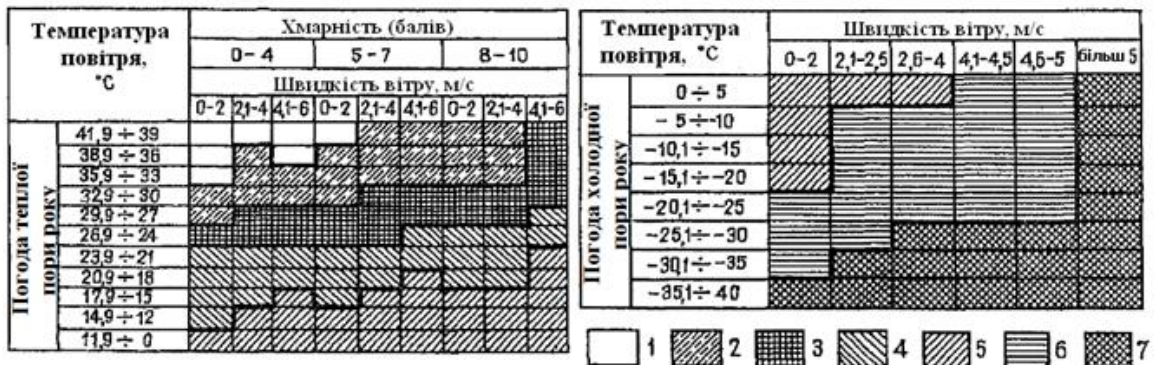 Температура повітря, °С
Хмарність (балів)
0-4 5-7 8-10
Швидкість вітру, м/с
0-2 2,1-4 4,1-6 0-2 2,1-4 4,1-6 0-2 2,1-4 4,1-6
Погода теплої пори року
41,9 ÷ 39
38,9 ÷ 36
35,9 ÷ 33
32,9 ÷ 30
29,9 ÷ 27
26,9 ÷ 24
23,9 ÷ 21
20,9 ÷ 18
17,9 ÷ 15
14,9 ÷ 12
11,9 ÷ 0
Температура повітря, °С
Швидкість вітру, м/с
0-2 2,1-2,5 2,6-4 4,1-4,5 4,6-5 більш 5
Погода холодної пори року
0 ÷ 5
-5 ÷ -10
-10,1 ÷ -15
-15,1 ÷ -20
-20,1 ÷ -25
-25,1 ÷ -30
-30,1 ÷ -35
-35,1 ÷ 40
1 2 3 4 5 6 7